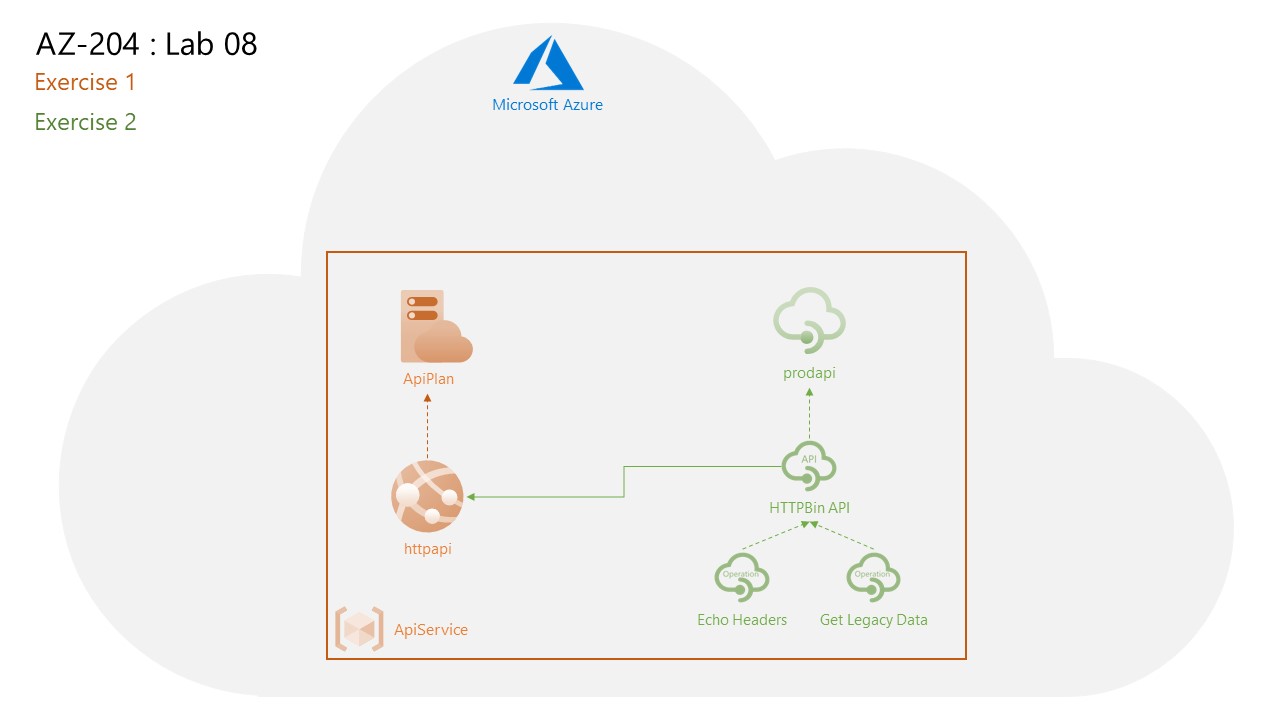 AZ-204 : Lab 08
Exercise 1
Exercise 2
Microsoft Azure
ApiPlan
prodapi
API
httpapi
HTTPBin API
Operation
Operation
Echo Headers
Get Legacy Data
ApiService